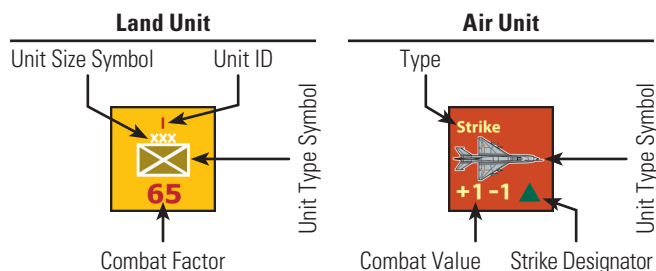 Land Unit
Unit Size Symbol
Unit ID
I
xxx
65
Unit Type Symbol
Combat Factor
Air Unit
Type
Strike
+1 -1
Unit Type Symbol
Combat Value
Strike Designator